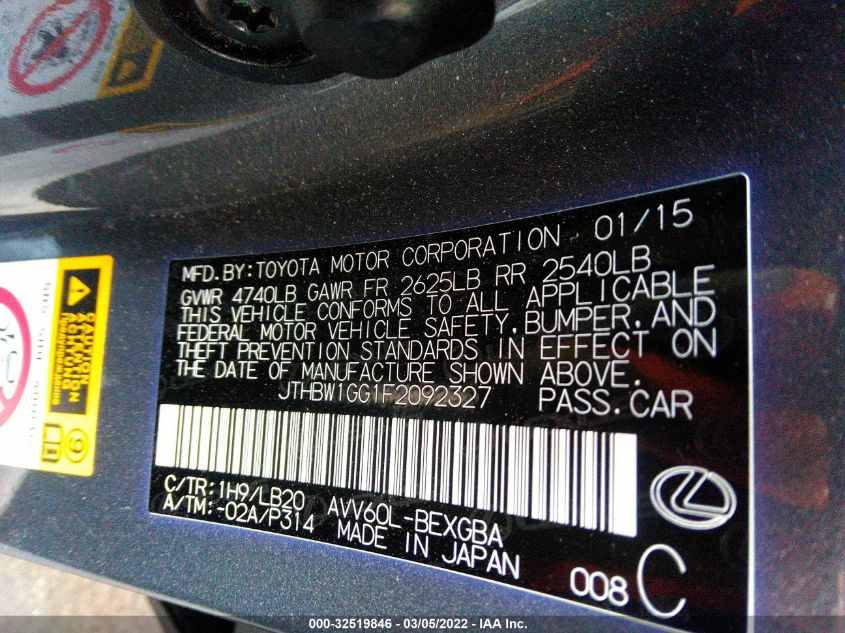 MFD. BY: TOYOTA MOTOR CORPORATION 01/15
GVWR 4740LB GAWR FR 2625LB RR 2540LB
THIS VEHICLE CONFORMS TO ALL APPLICABLE
FEDERAL MOTOR VEHICLE SAFETY, BUMPER, AND
THEFT PREVENTION STANDARDS IN EFFECT ON
THE DATE OF MANUFACTURE SHOWN ABOVE.
JTHBW1GG1F2092327 PASS.CAR
C/TR: 1H9/LB20 AVV60L-BEXGBA
A/TM: -02A/P314 MADE IN JAPAN
008 C
CAUTION
ATTENTION
000-32519846 - 03/05/2022 - IAA Inc.